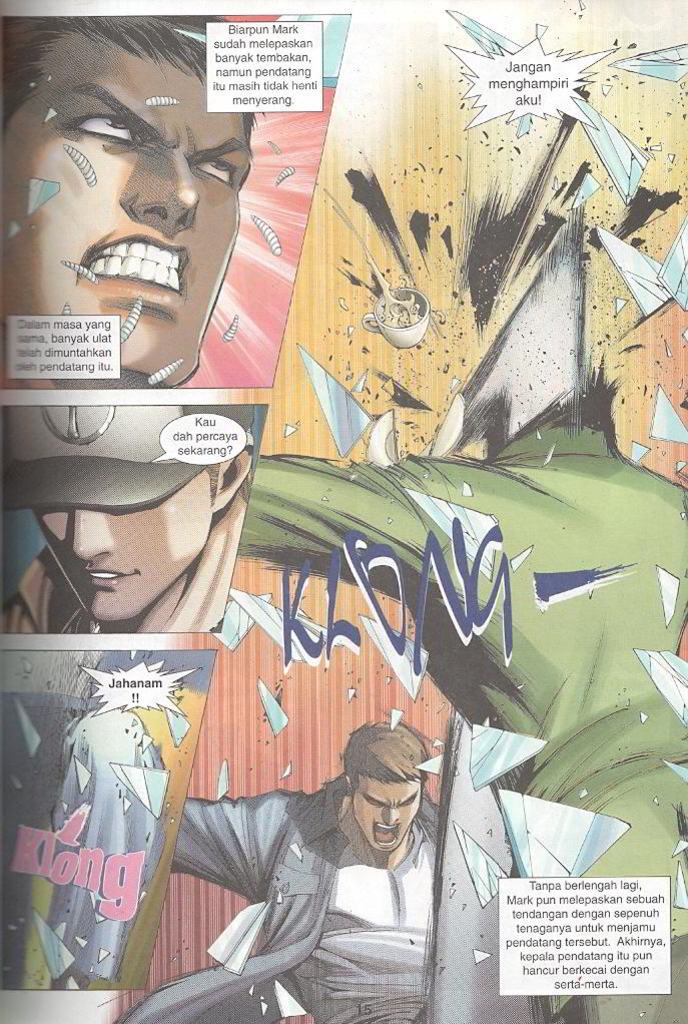 Biarpun Mark
sudah melepaskan
banyak tembakan,
namun pendatang
itu masih tidak henti
menyerang.
Jangan
menghampiri
aku!
Dalam masa yang
sama, banyak ulat
telah dimuntahkan
oleh pendatang itu.
Kau
dah percaya
sekarang?
KLONG
Jahanam
!!
Klong
Tanpa berlengah lagi,
Mark pun melepaskan sebuah
tendangan dengan sepenuh
tenaganya untuk menjamu
pendatang tersebut. Akhirnya,
kepala pendatang itu pun
hancur berkecai dengan
serta-merta.
15